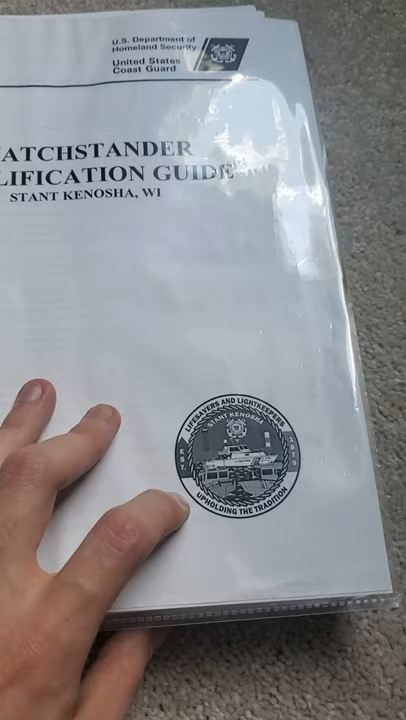 U.S. Department of
Homeland Security
United States
Coast Guard
ATCHSTANDER
LIFICATION GUIDE
STANT KENOSHA, WI
LIFESAVERS AND LIGHTKEEPERS
STANT KENOSHA
EST.
UPHOLDING THE TRADITION